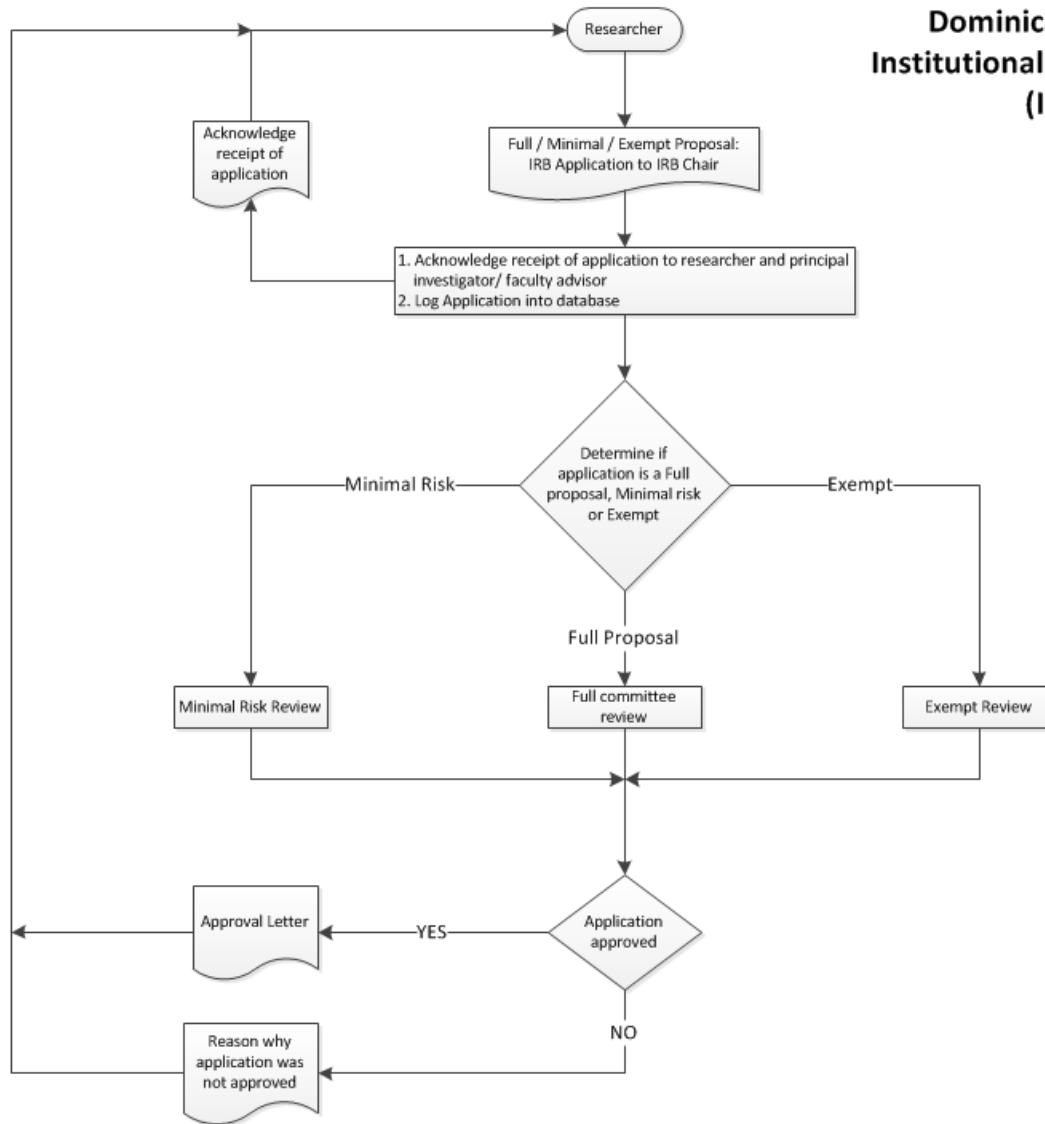 Dominic
Institutional
(I
Researcher
Acknowledge
receipt of
application
Full / Minimal / Exempt Proposal:
IRB Application to IRB Chair
1. Acknowledge receipt of application to researcher and principal
investigator/ faculty advisor
2. Log Application into database
Determine if
application is a Full
proposal, Minimal risk
or Exempt
Minimal Risk
Exempt
Full Proposal
Minimal Risk Review
Full committee
review
Exempt Review
Approval Letter
YES
Application
approved
NO
Reason why
application was
not approved